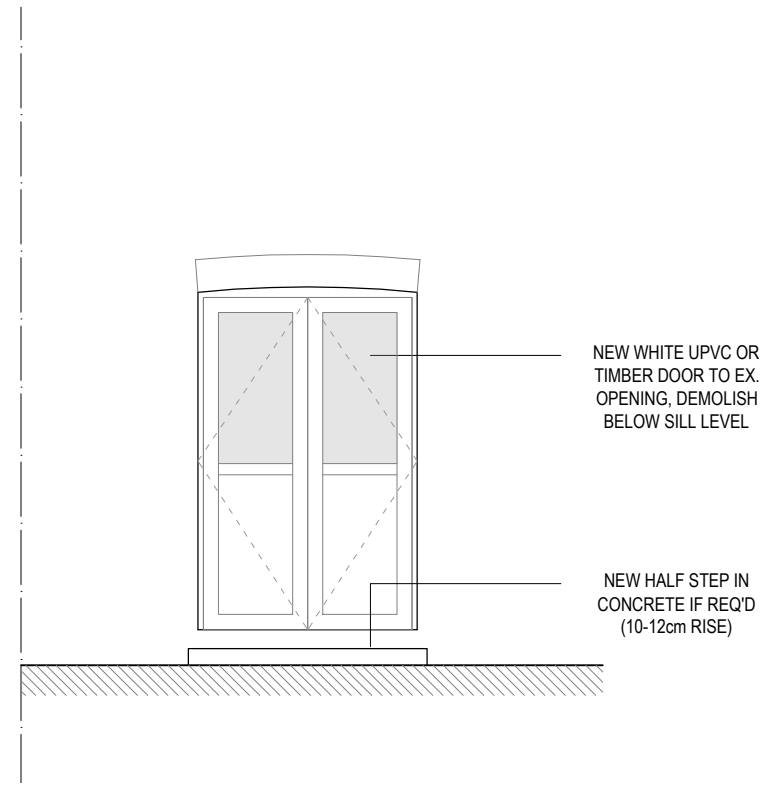 NEW WHITE UPVC OR
TIMBER DOOR TO EX.
OPENING, DEMOLISH
BELOW SILL LEVEL
NEW HALF STEP IN
CONCRETE IF REQ'D
(10-12cm RISE)